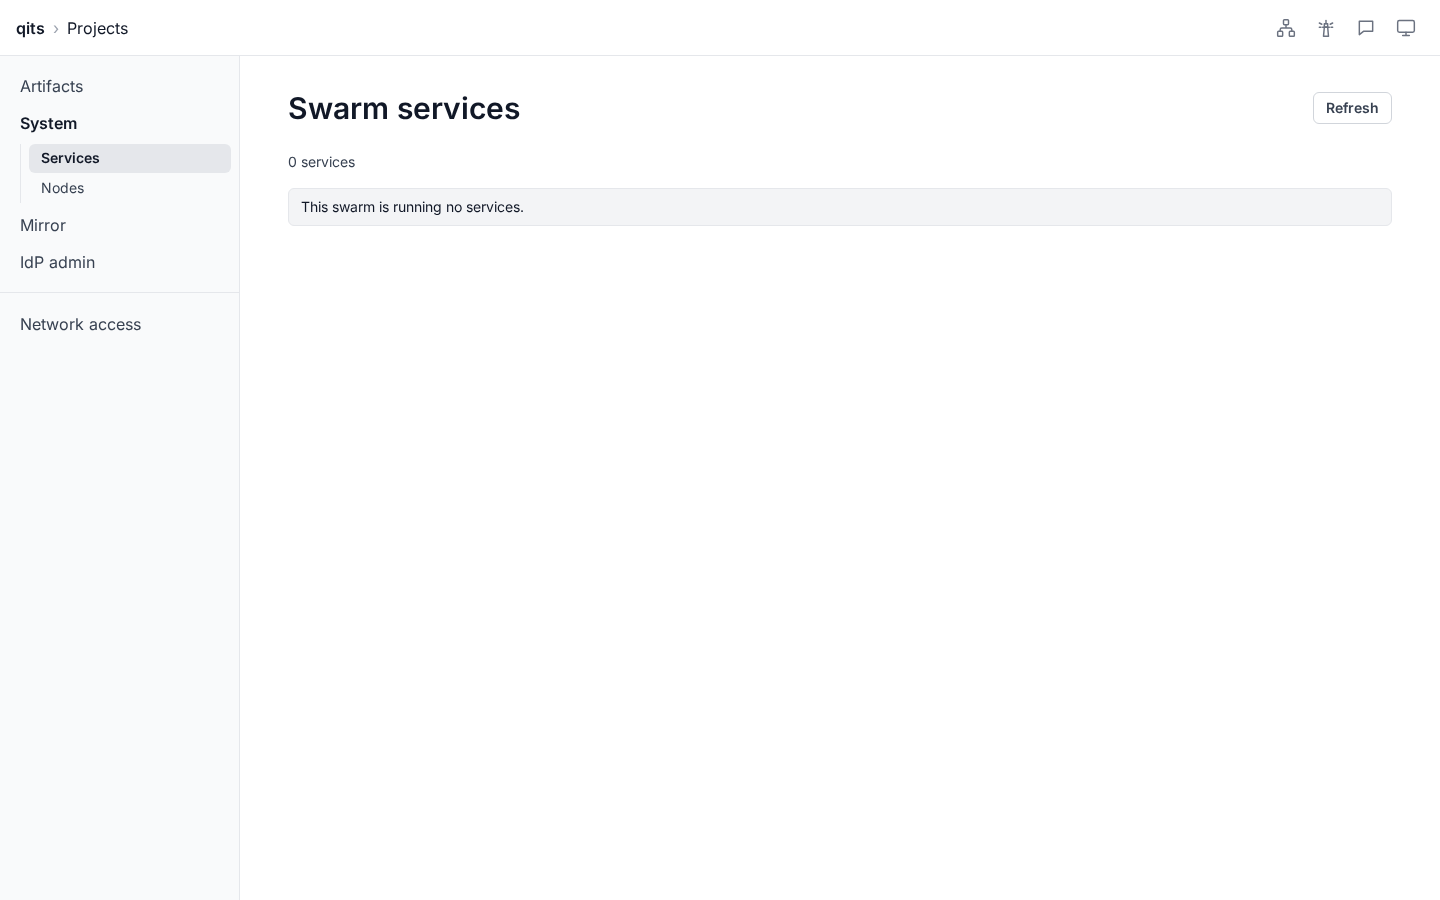 qits › Projects
Artifacts
System
Services
Nodes
Mirror
IdP admin
Network access
Swarm services
Refresh
0 services
This swarm is running no services.